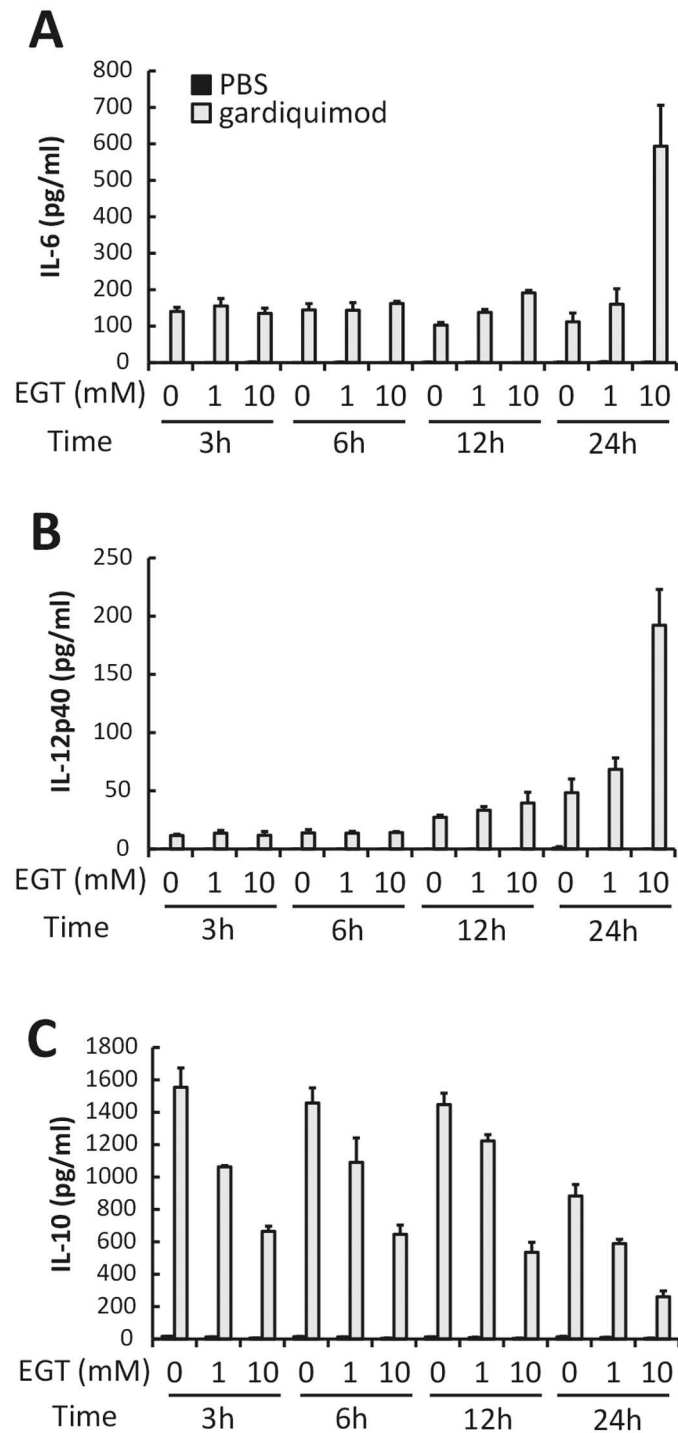 A
800
PBS
700
gardiquimod
600
500
400
300
200
100
0
IL-6 (pg/ml)
EGT (mM) 0 1 10 0 1 10 0 1 10 0 1 10
Time 3h 6h 12h 24h
B
250
200
150
100
50
0
IL-12p40 (pg/ml)
EGT (mM) 0 1 10 0 1 10 0 1 10 0 1 10
Time 3h 6h 12h 24h
C
1800
1600
1400
1200
1000
800
600
400
200
0
IL-10 (pg/ml)
EGT (mM) 0 1 10 0 1 10 0 1 10 0 1 10
Time 3h 6h 12h 24h